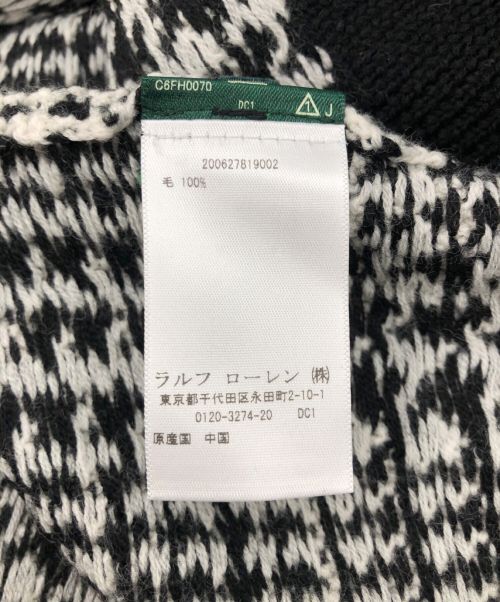 C6FH0070
DC1
1 J
200627819002
毛 100%
ラルフ ローレン ㈱
東京都千代田区永田町2-10-1
0120-3274-20 DC1
原産国 中国